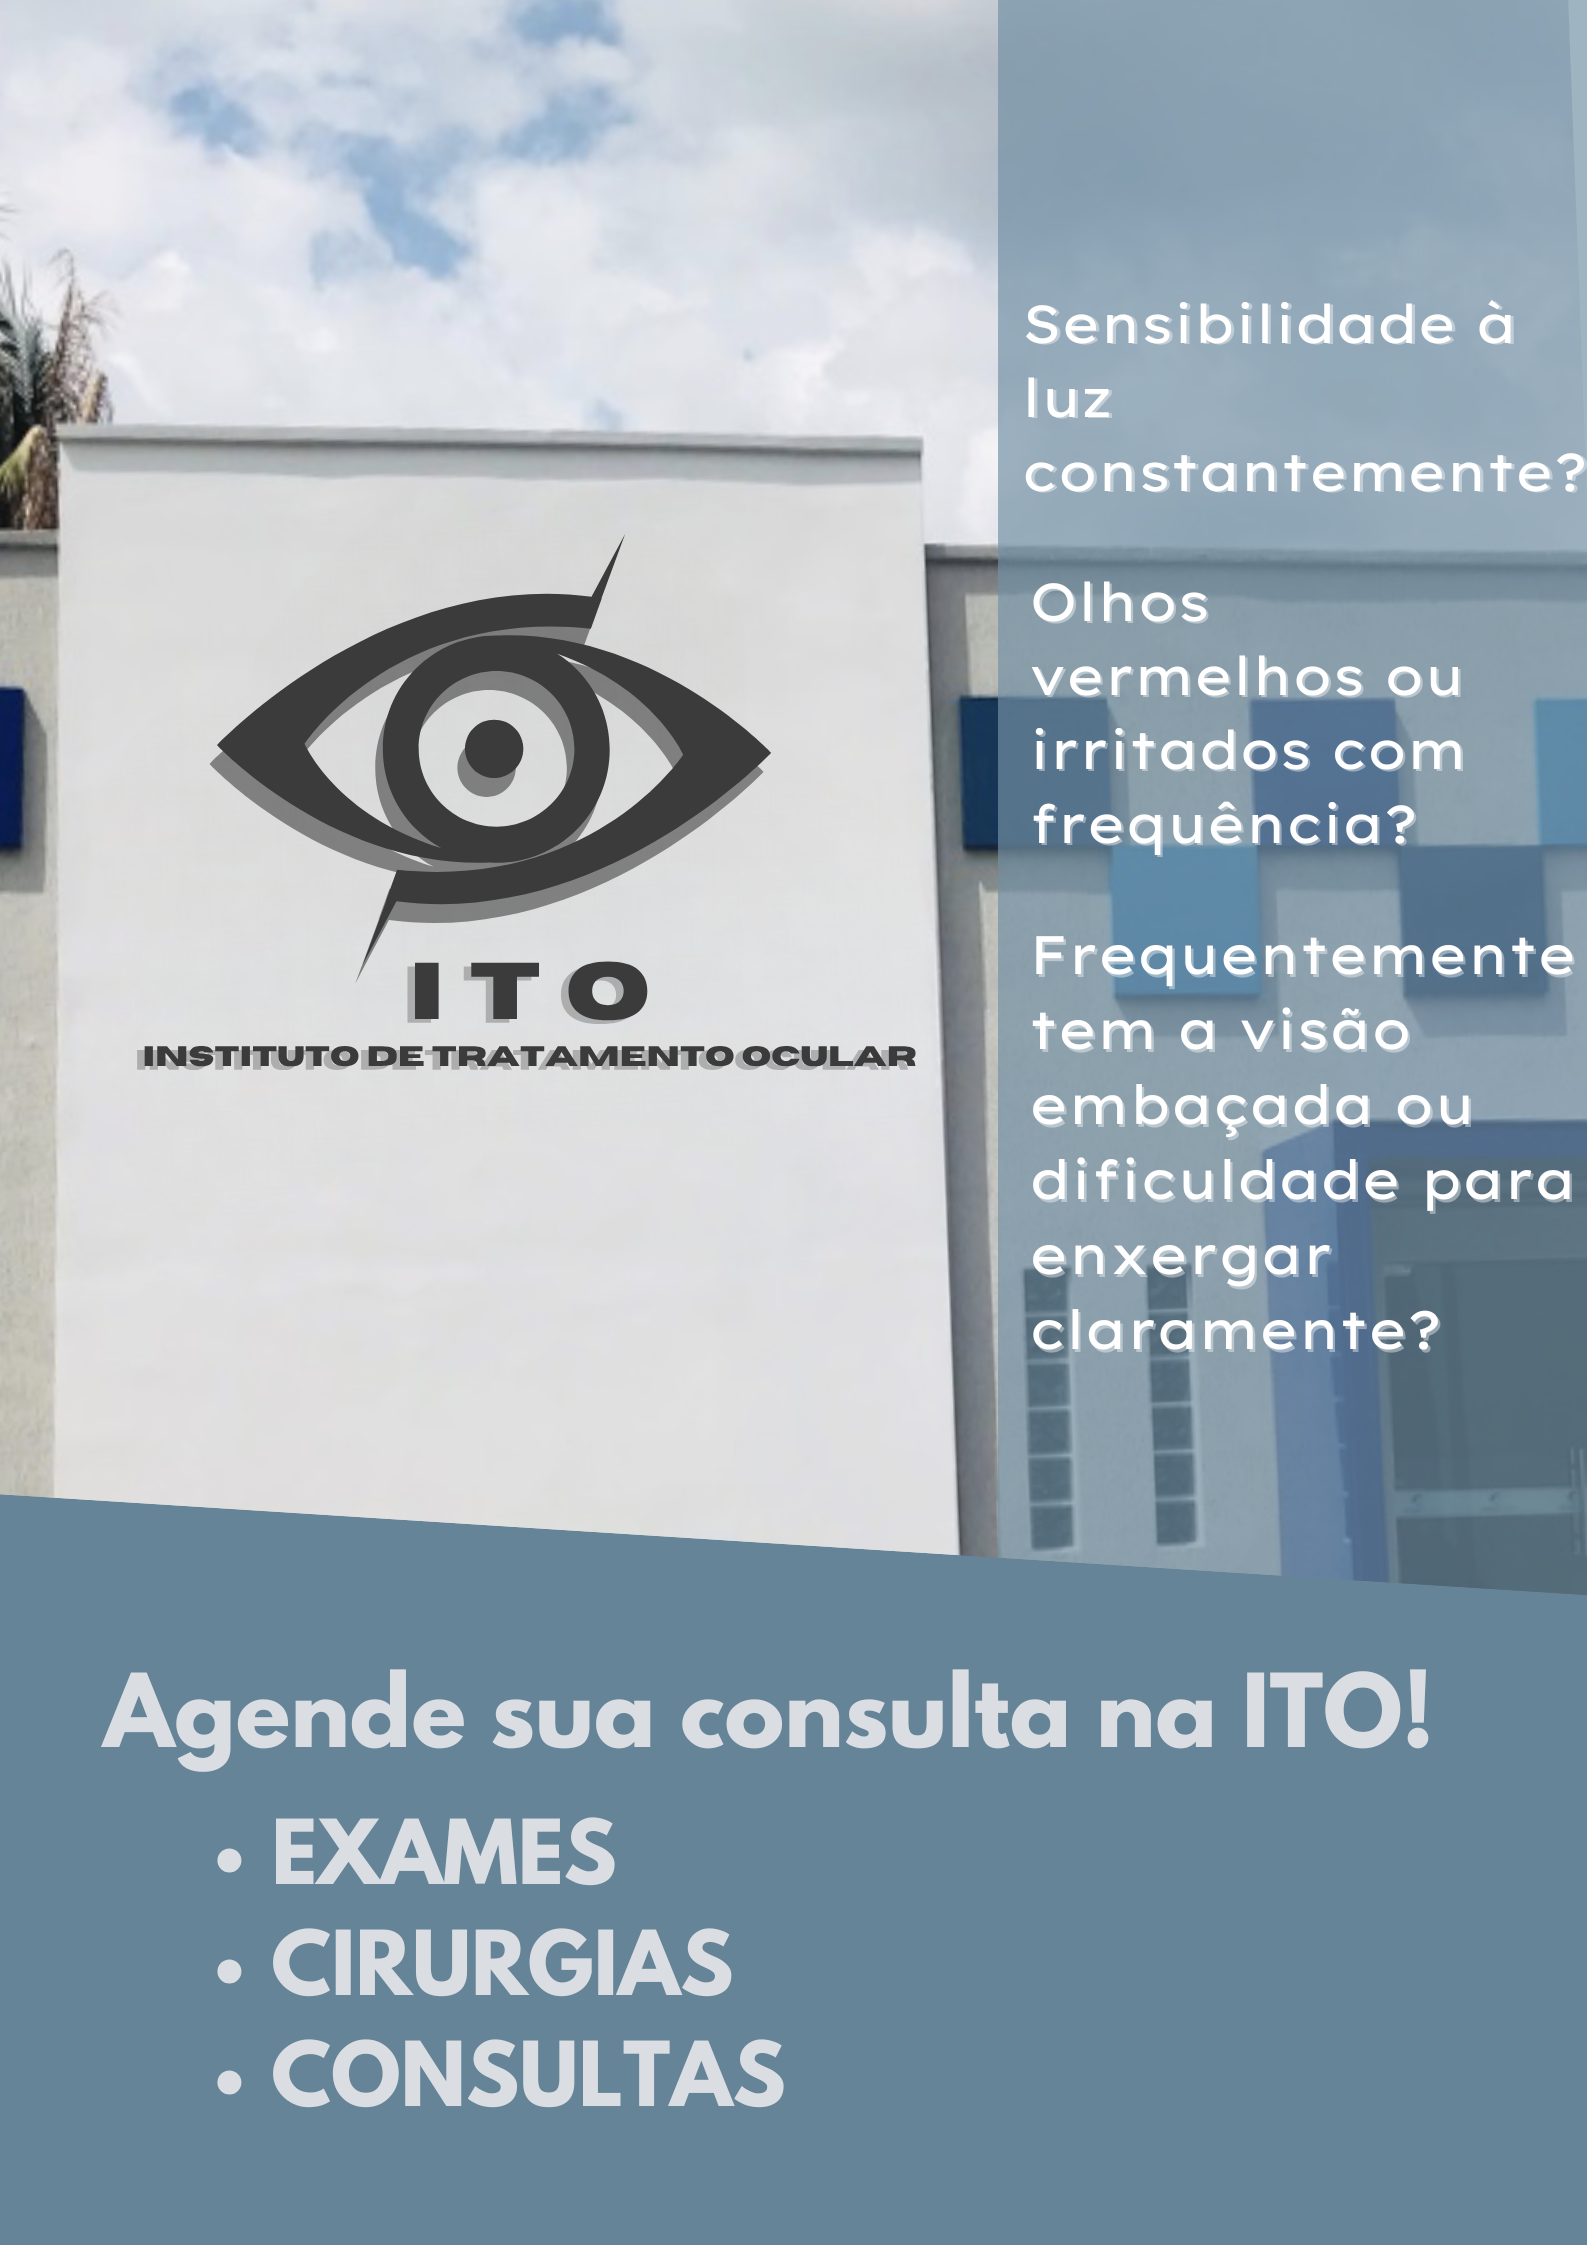 Sensibilidade à
luz
constantemente?
Olhos
vermelhos ou
irritados com
frequência?
Frequentemente
tem a visão
embaçada ou
dificuldade para
enxergar
claramente?
ITO
INSTITUTO DE TRATAMENTO OCULAR
Agende sua consulta na ITO!
• EXAMES
• CIRURGIAS
• CONSULTAS